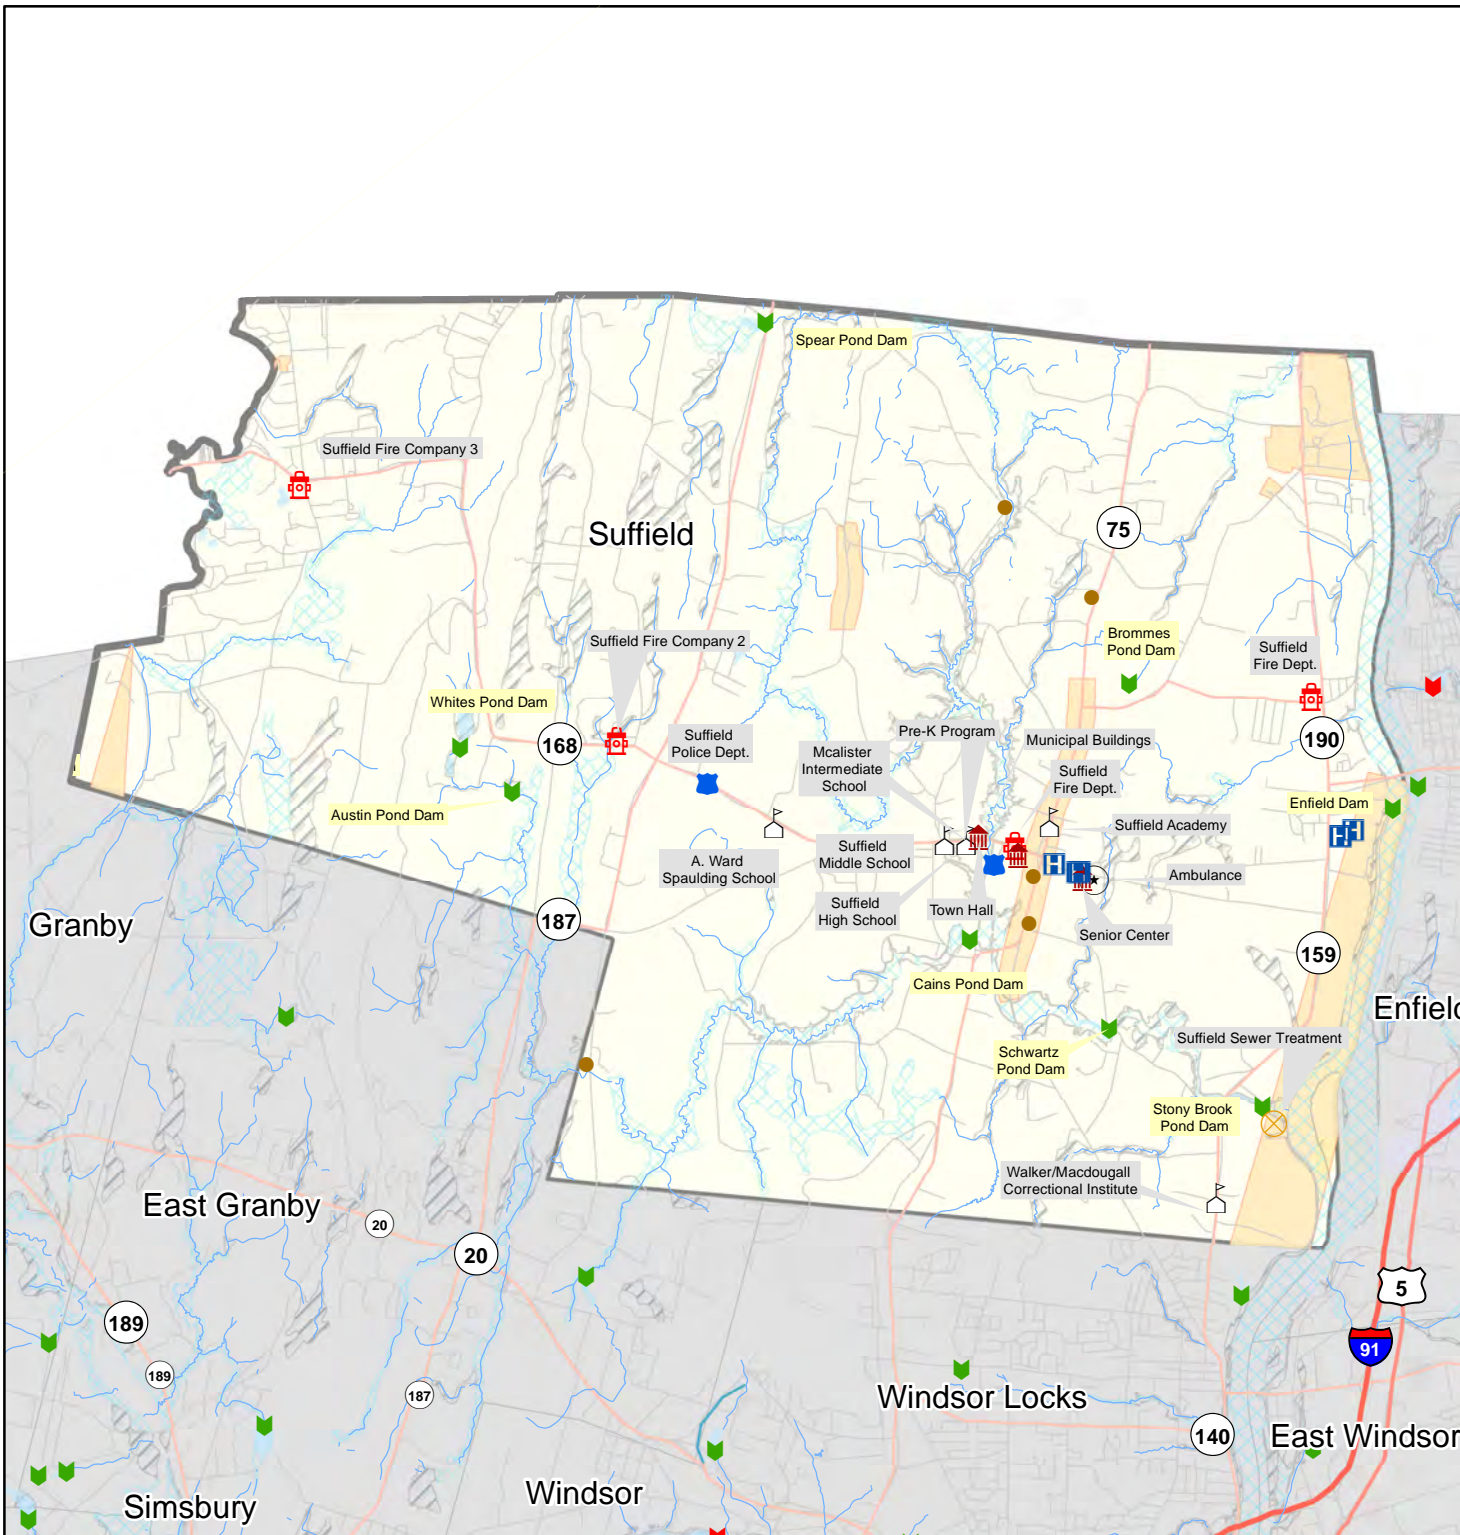 Spear Pond Dam
Suffield Fire Company 3
Suffield
75
Suffield Fire Company 2
Brommes
Pond Dam
Suffield
Fire Dept.
Whites Pond Dam
168
Suffield
Police Dept.
Pre-K Program
Mcalister
Intermediate
School
Municipal Buildings
190
Suffield
Fire Dept.
Austin Pond Dam
Enfield Dam
Suffield Academy
A. Ward
Spaulding School
Suffield
Middle School
H
H
H
H
Ambulance
Suffield
High School
Town Hall
Senior Center
Granby
187
159
Cains Pond Dam
Enfield
Schwartz
Pond Dam
Suffield Sewer Treatment
Stony Brook
Pond Dam
Walker/Macdougall
Correctional Institute
East Granby
20
20
5
189
91
189
187
Windsor Locks
140
East Windsor
Windsor
Simsbury